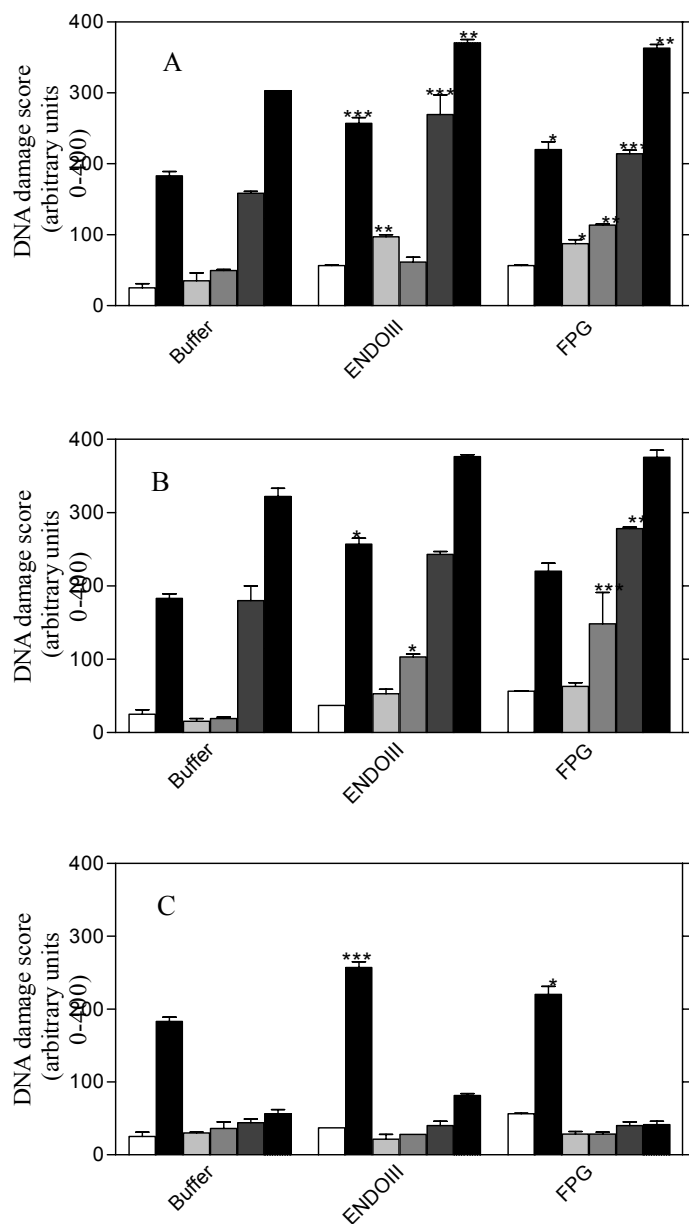 A
DNA damage score
(arbitrary units
0-400)
400
300
200
100
0
** 
***
***
**
**
*
***
*
**
Buffer
ENDOIII
FPG
B
DNA damage score
(arbitrary units
0-400)
400
300
200
100
0
*
*
**
***
Buffer
ENDOIII
FPG
C
DNA damage score
(arbitrary units
0-400)
400
300
200
100
0
***
*
Buffer
ENDOIII
FPG